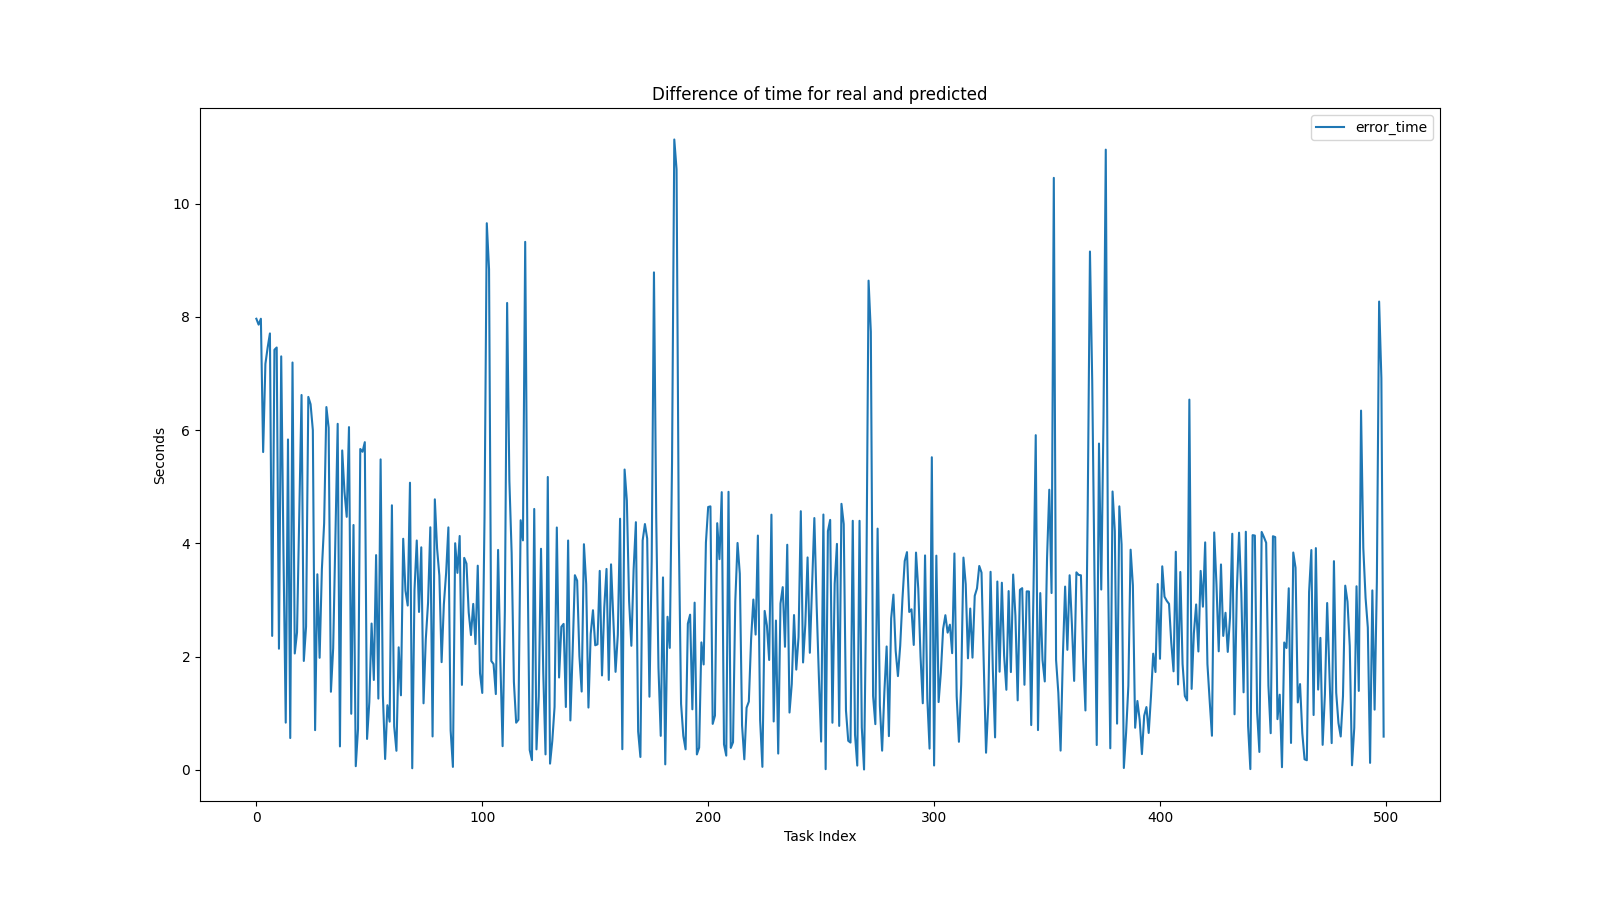 Difference of time for real and predicted
error_time
10
8
6
4
2
0
Seconds
0 100 200 300 400 500
Task Index